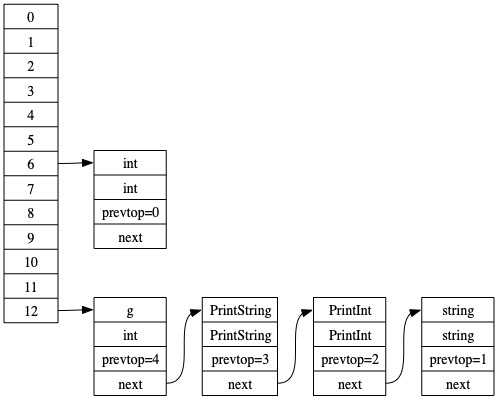 0
1
2
3
4
5
6
7
8
9
10
11
12
int
int
prevtop=0
next
g
int
prevtop=4
next
PrintString
PrintString
prevtop=3
next
PrintInt
PrintInt
prevtop=2
next
string
string
prevtop=1
next